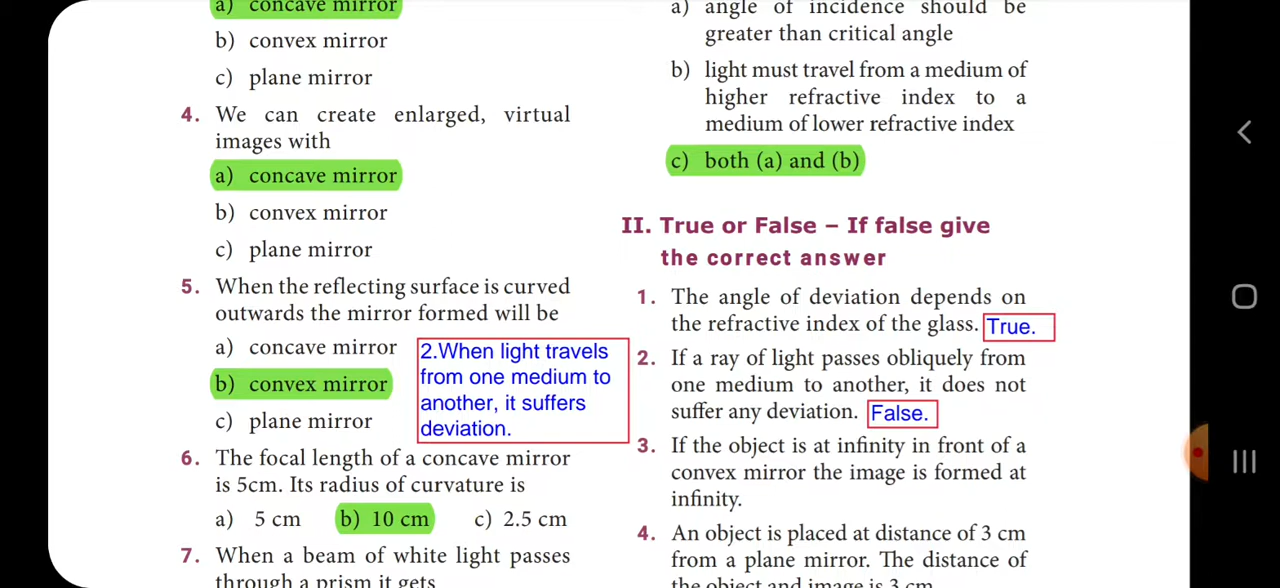 a) concave mirror
b) convex mirror
c) plane mirror
4. We can create enlarged, virtual
images with
a) concave mirror
b) convex mirror
c) plane mirror
5. When the reflecting surface is curved
outwards the mirror formed will be
a) concave mirror
b) convex mirror
c) plane mirror
2.When light travels
from one medium to
another, it suffers
deviation.
6. The focal length of a concave mirror
is 5cm. Its radius of curvature is
a) 5 cm b) 10 cm c) 2.5 cm
7. When a beam of white light passes
through a prism it gets
a) angle of incidence should be
greater than critical angle
b) light must travel from a medium of
higher refractive index to a
medium of lower refractive index
c) both (a) and (b)
II. True or False – If false give
the correct answer
1. The angle of deviation depends on
the refractive index of the glass. True.
2. If a ray of light passes obliquely from
one medium to another, it does not
suffer any deviation. False.
3. If the object is at infinity in front of a
convex mirror the image is formed at
infinity.
4. An object is placed at distance of 3 cm
from a plane mirror. The distance of
the object and image is 3 cm